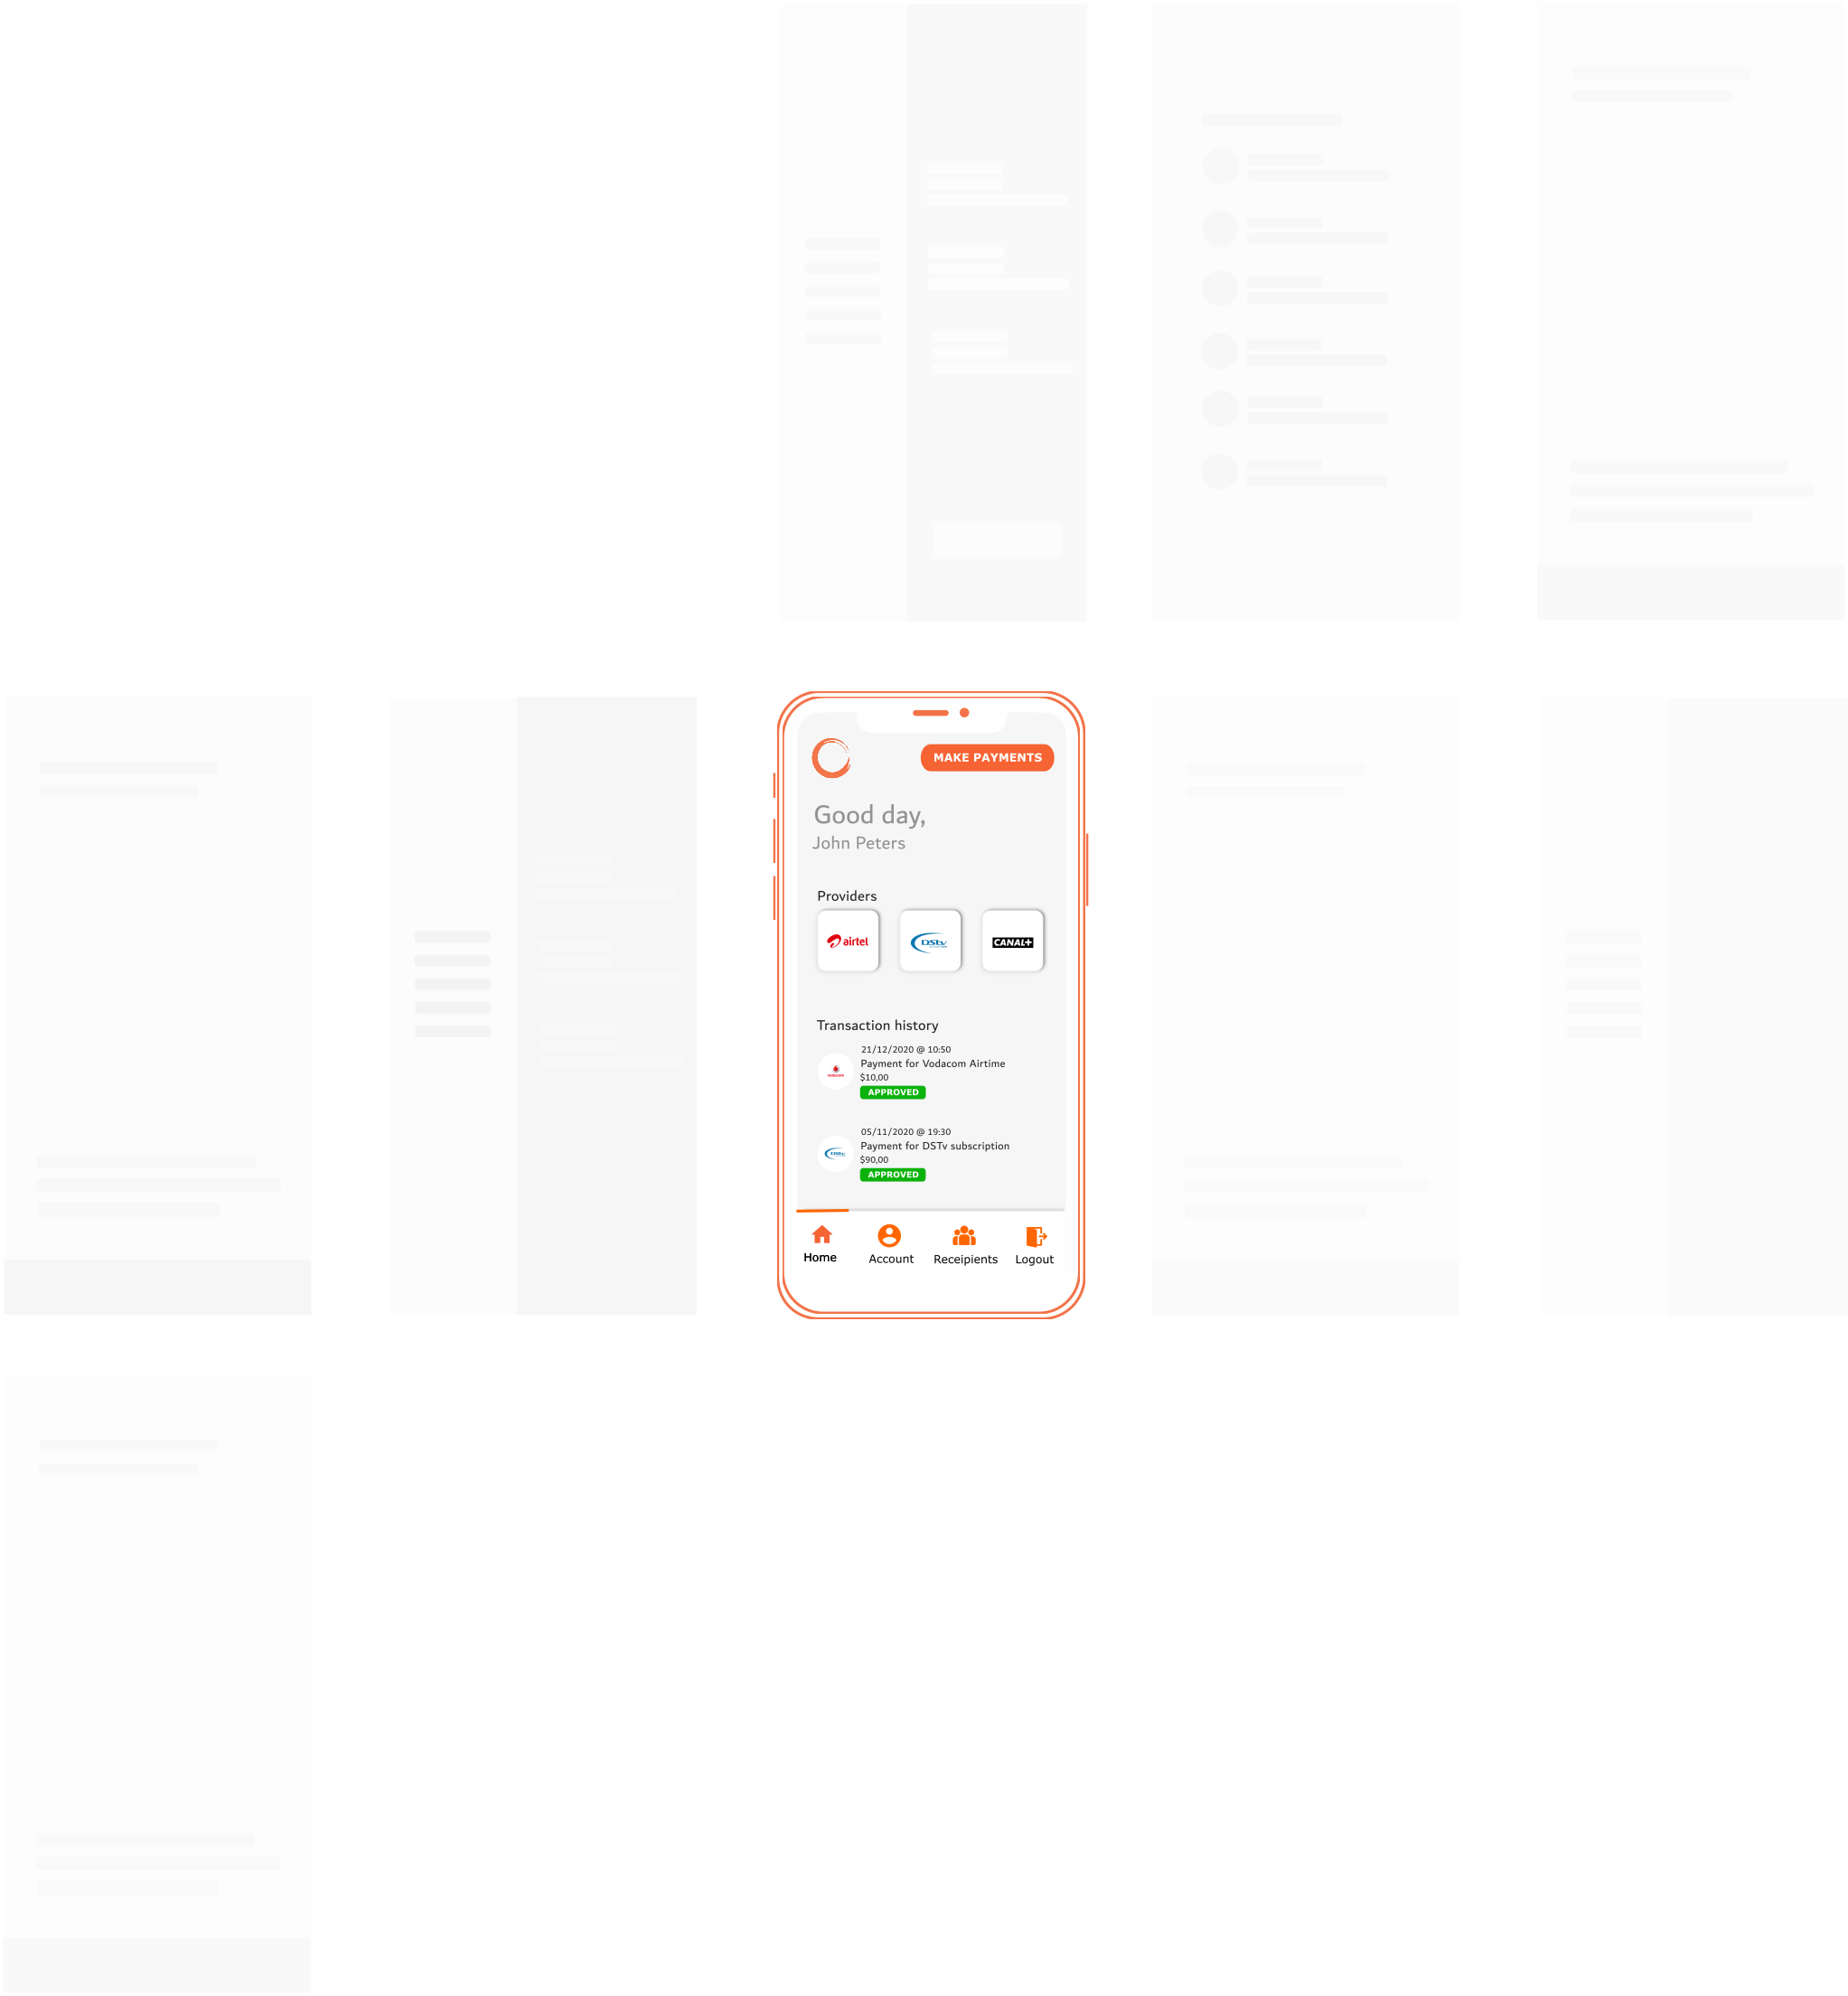 MAKE PAYMENTS
Good day,
John Peters
Providers
airtel DStv CANAL+
Transaction history
21/12/2020 @ 10:50
Payment for Vodacom Airtime
$10,00
vodacom
APPROVED
05/11/2020 @ 19:30
Payment for DSTv subscription
DStv
$90,00
APPROVED
Home Account Receipients Logout